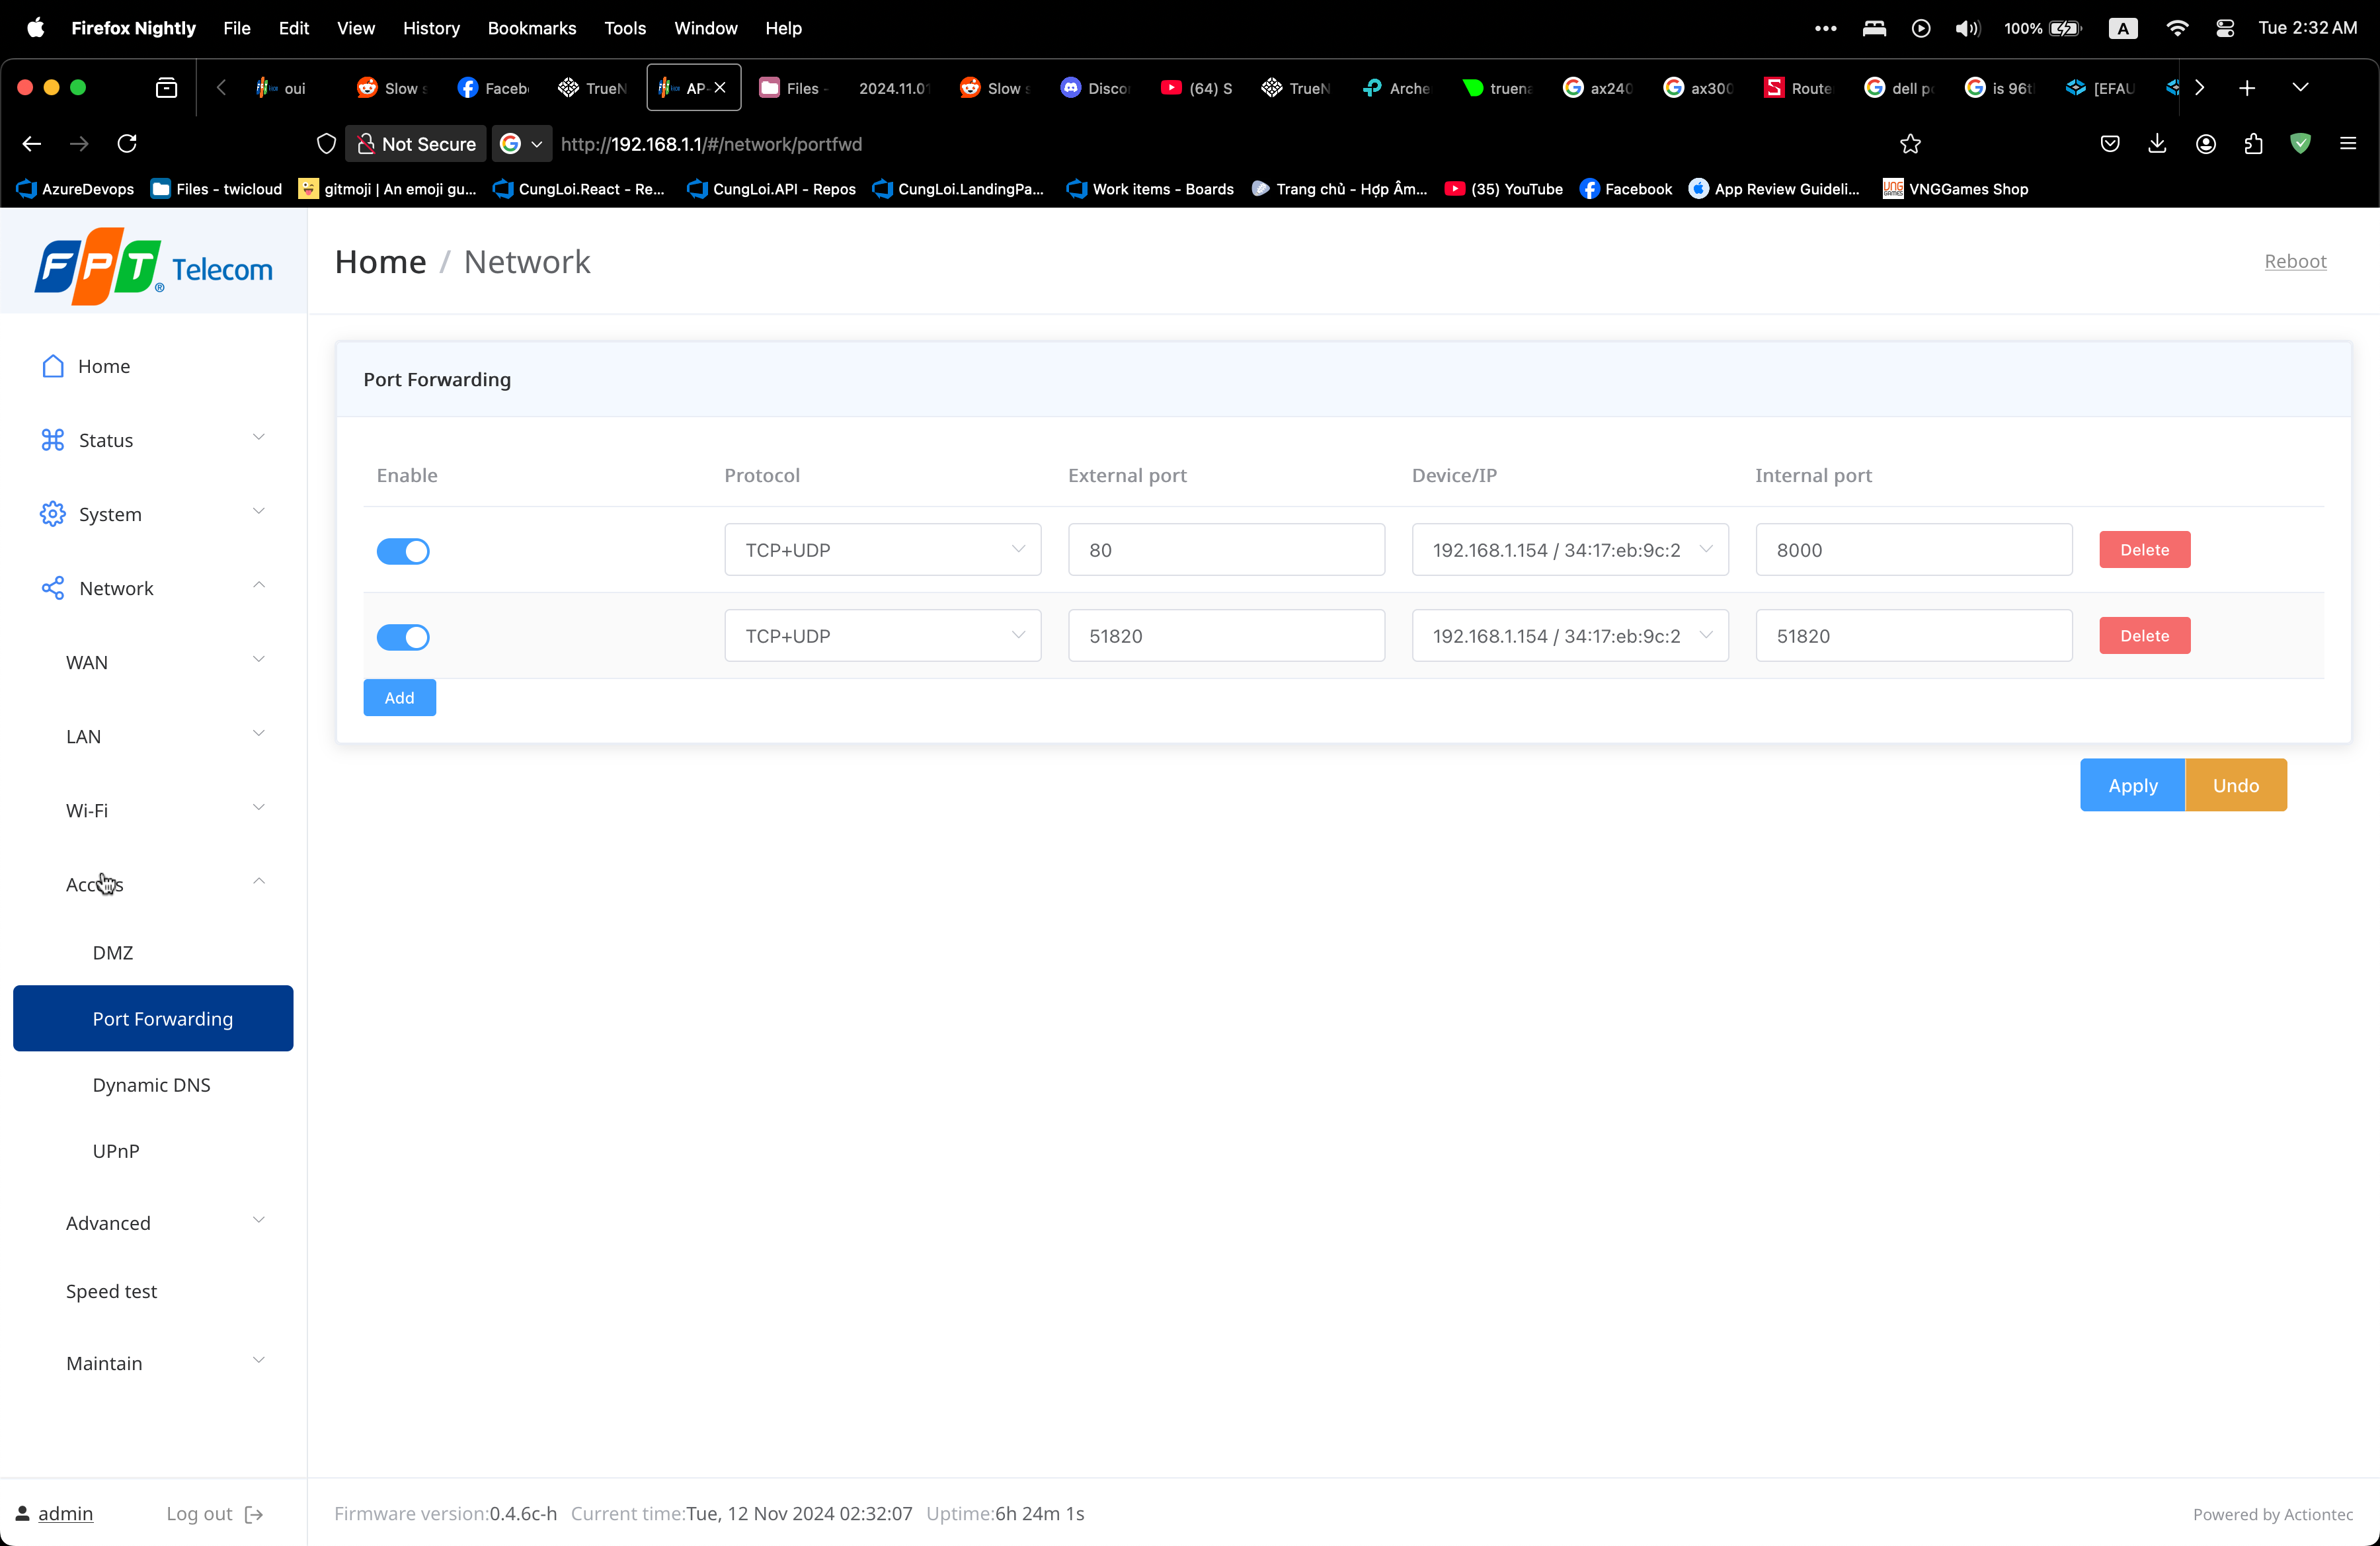 Firefox Nightly File Edit View History Bookmarks Tools Window Help 100% A Tue 2:32 AM
oui Slow Faceb TrueN AP- Files - 2024.11.01 Slow Disco (64) S TrueN Arche truena ax240 ax300 Route dell p is 96t [EFAU
Not Secure http://192.168.1.1/#/network/portfwd
AzureDevops Files - twicloud gitmoji | An emoji gu... CungLoi.React - Re... CungLoi.API - Repos CungLoi.LandingPa... Work items - Boards Trang chủ - Hợp Âm... (35) YouTube Facebook App Review Guideli... VNGGames Shop
FPT Telecom
Home / Network
Reboot
Home
Status
System
Network
WAN
LAN
Wi-Fi
DMZ
Port Forwarding
Dynamic DNS
UPnP
Advanced
Speed test
Maintain
Port Forwarding
Enable Protocol External port Device/IP Internal port
TCP+UDP 80 192.168.1.154 / 34:17:eb:9c:2 8000 Delete
TCP+UDP 51820 192.168.1.154 / 34:17:eb:9c:2 51820 Delete
Add
Apply Undo
admin Log out
Firmware version:0.4.6c-h Current time:Tue, 12 Nov 2024 02:32:07 Uptime:6h 24m 1s
Powered by Actiontec